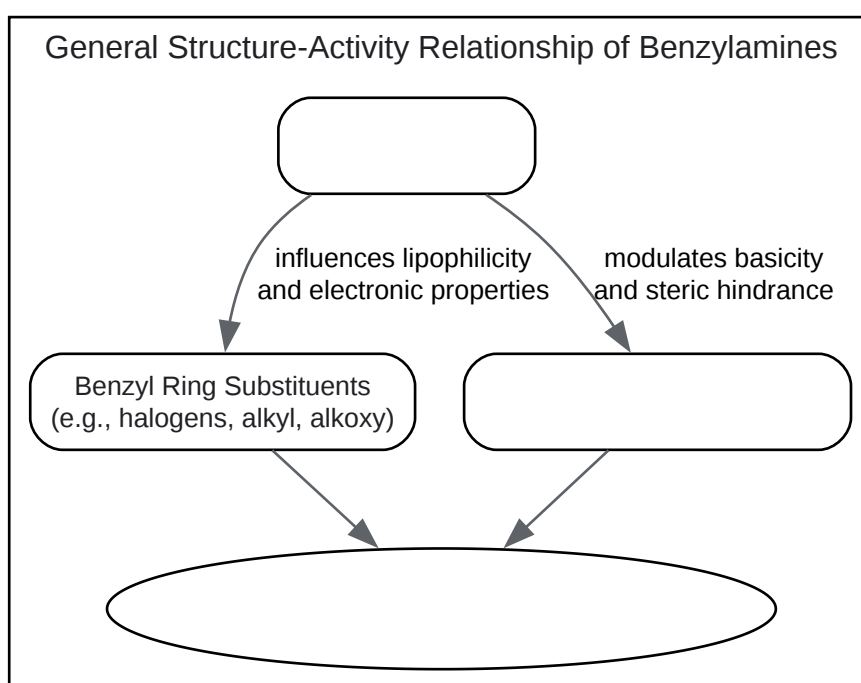 General Structure-Activity Relationship of Benzylamines
influences lipophilicity
and electronic properties
modulates basicity
and steric hindrance
Benzyl Ring Substituents
(e.g., halogens, alkyl, alkoxy)